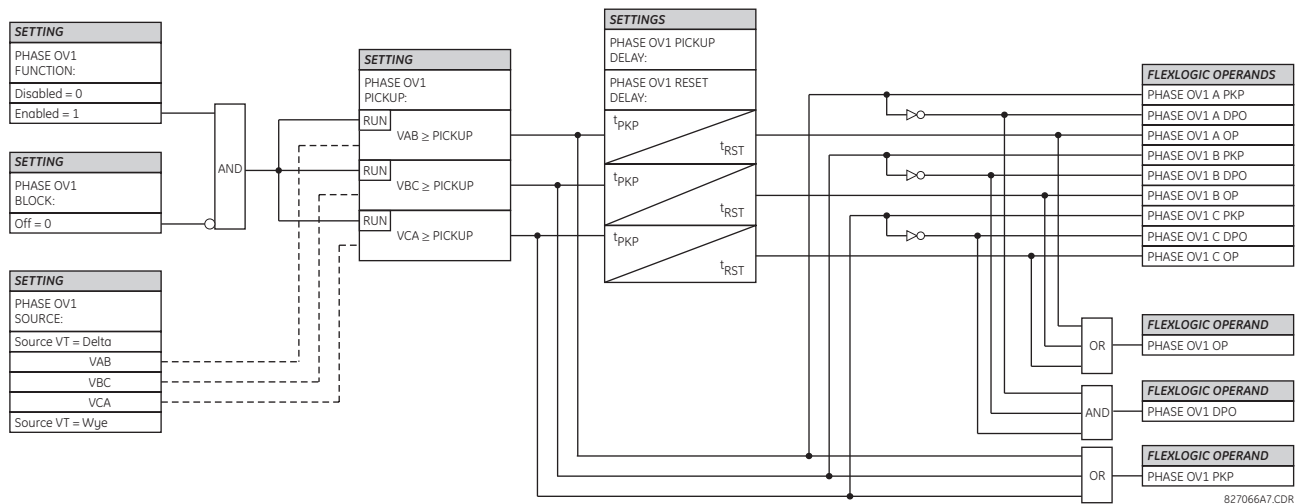 SETTING
PHASE OV1
FUNCTION:
Disabled = 0
Enabled = 1
SETTING
PHASE OV1
BLOCK:
Off = 0
SETTING
PHASE OV1
SOURCE:
Source VT = Delta
VAB
VBC
VCA
Source VT = Wye
AND
SETTING
PHASE OV1
PICKUP:
RUN
VAB ≥ PICKUP
RUN
VBC ≥ PICKUP
RUN
VCA ≥ PICKUP
SETTINGS
PHASE OV1 PICKUP
DELAY:
PHASE OV1 RESET
DELAY:
tPKP
tRST
tPKP
tRST
tPKP
tRST
FLEXLOGIC OPERANDS
PHASE OV1 A PKP
PHASE OV1 A DPO
PHASE OV1 A OP
PHASE OV1 B PKP
PHASE OV1 B DPO
PHASE OV1 B OP
PHASE OV1 C PKP
PHASE OV1 C DPO
PHASE OV1 C OP
OR
FLEXLOGIC OPERAND
PHASE OV1 OP
AND
FLEXLOGIC OPERAND
PHASE OV1 DPO
OR
FLEXLOGIC OPERAND
PHASE OV1 PKP
827066A7.CDR